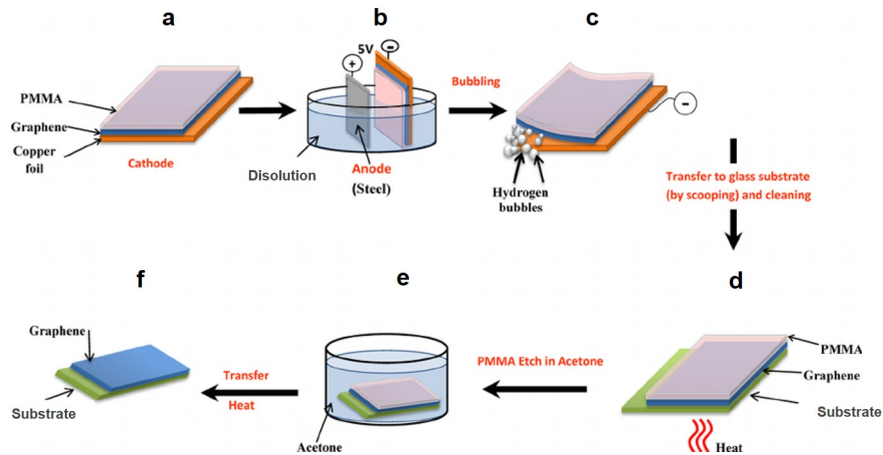 a
b
c
PMMA
Graphene
Copper
foil
Cathode
5V
+
-
Disolution
Anode
(Steel)
Bubbling
-
Hydrogen
bubbles
Transfer to glass substrate
(by scooping) and cleaning
f
e
d
Graphene
Substrate
Transfer
Heat
Acetone
PMMA Etch in Acetone
PMMA
Graphene
Substrate
Heat